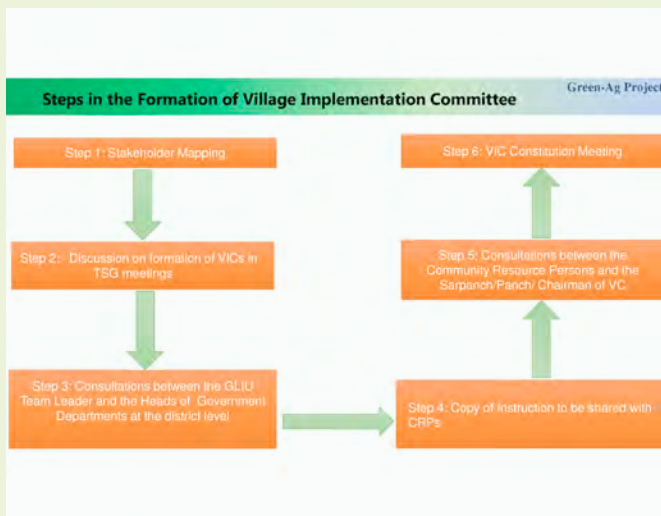 Green-Ag Project
Steps in the Formation of Village Implementation Committee
Step 1: Stakeholder Mapping
Step 2: Discussion on formation of VICs in
TSG meetings
Step 3: Consultations between the GLIU
Team Leader and the Heads of Government
Departments at the district level
Step 4: Copy of Instruction to be shared with
CRPs
Step 5: Consultations between the
Community Resource Persons and the
Sarpanch/Panch/ Chairman of VC
Step 6: VIC Constitution Meeting